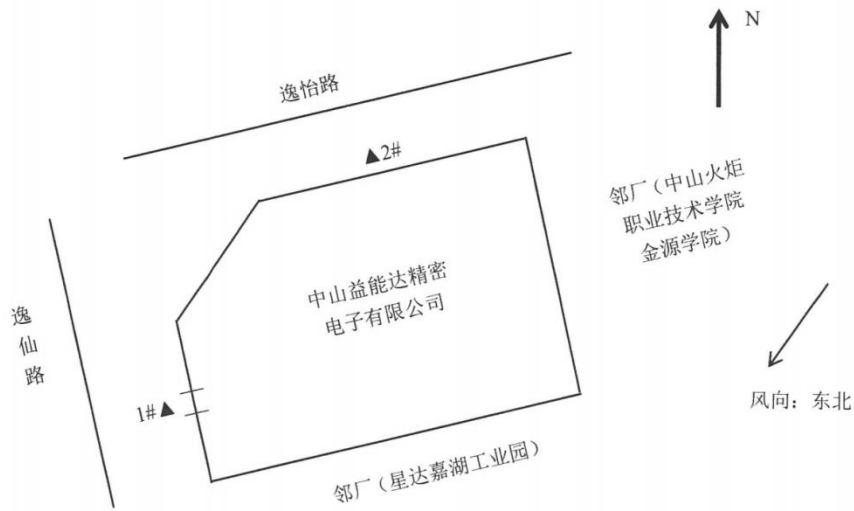 N
逸怡路
▲2#
邻厂（中山火炬
职业技术学院
金源学院）
中山益能达精密
电子有限公司
逸
仙
路
1#▲
风向：东北
邻厂（星达嘉湖工业园）